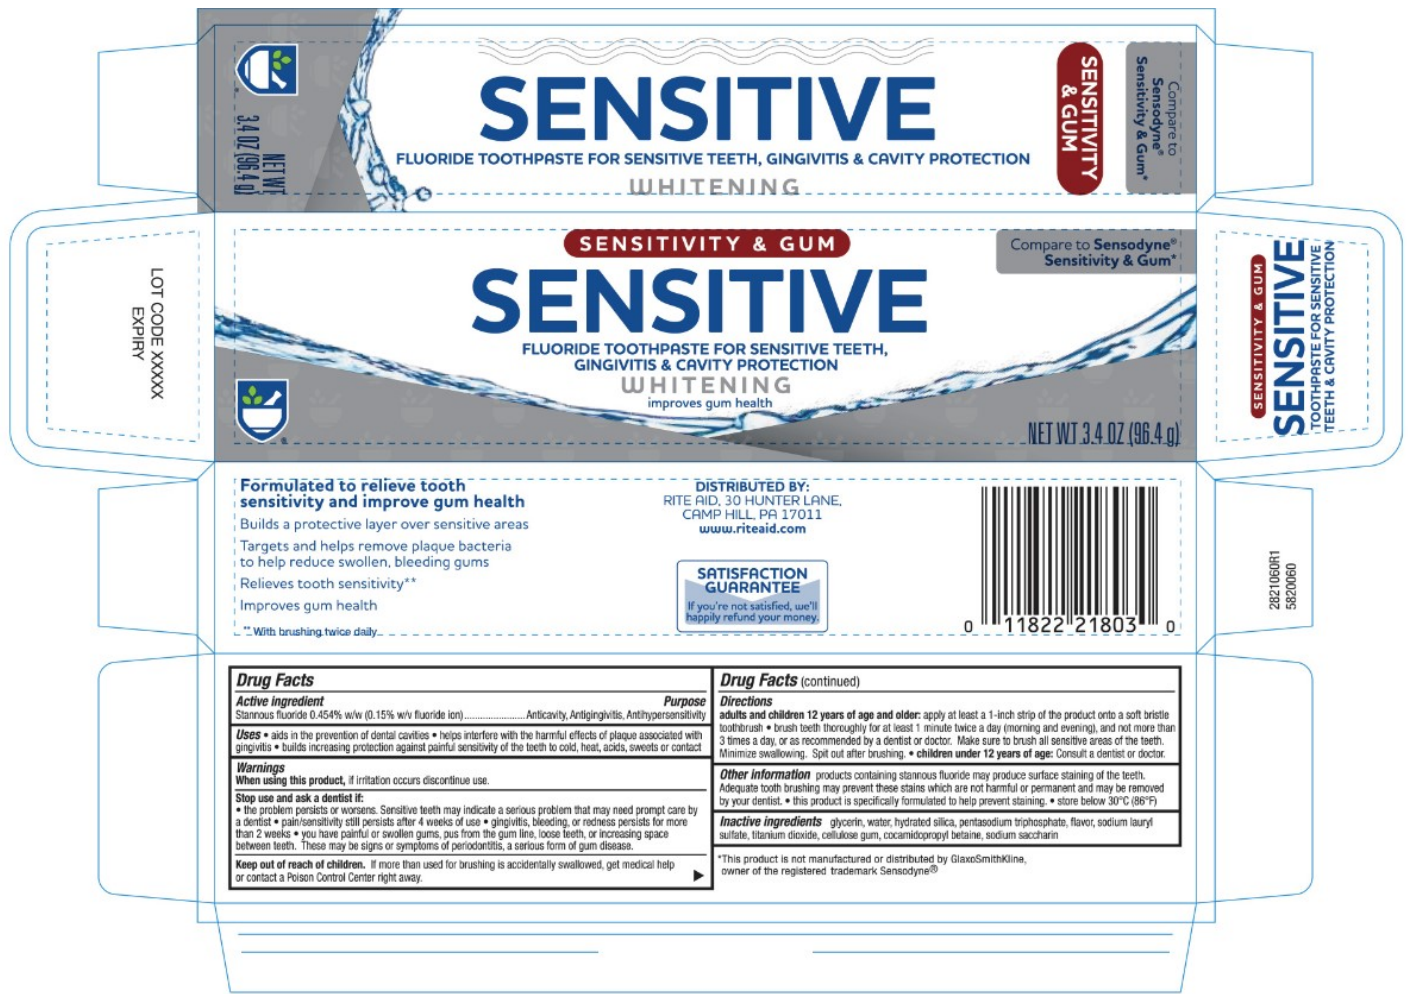 NET WT
3.4 OZ (96.4 g)
SENSITIVE
FLUORIDE TOOTHPASTE FOR SENSITIVE TEETH, GINGIVITIS & CAVITY PROTECTION
WHITENING
SENSITIVITY
& GUM
Compare to
Sensodyne®
Sensitivity & Gum*
LOT CODE XXXXX
EXPIRY
SENSITIVITY & GUM
SENSITIVE
FLUORIDE TOOTHPASTE FOR SENSITIVE TEETH,
GINGIVITIS & CAVITY PROTECTION
WHITENING
improves gum health
Compare to Sensodyne®
Sensitivity & Gum*
NET WT 3.4 OZ (96.4 g)
SENSITIVITY & GUM
SENSITIVE
TOOTHPASTE FOR SENSITIVE
TEETH & CAVITY PROTECTION
Formulated to relieve tooth
sensitivity and improve gum health
Builds a protective layer over sensitive areas
Targets and helps remove plaque bacteria
to help reduce swollen, bleeding gums
Relieves tooth sensitivity**
Improves gum health
** With brushing twice daily
DISTRIBUTED BY:
RITE AID, 30 HUNTER LANE,
CAMP HILL, PA 17011
www.riteaid.com
SATISFACTION
GUARANTEE
If you're not satisfied, we'll
happily refund your money.
0 11822 21803 0
2821060R1
5820060
Drug Facts
Active ingredient Purpose
Stannous fluoride 0.454% w/w (0.15% w/v fluoride ion)........................Anticavity, Antigingivitis, Antihypersensitivity
Uses • aids in the prevention of dental cavities • helps interfere with the harmful effects of plaque associated with
gingivitis • builds increasing protection against painful sensitivity of the teeth to cold, heat, acids, sweets or contact
Warnings
When using this product, if irritation occurs discontinue use.
Stop use and ask a dentist if:
• the problem persists or worsens. Sensitive teeth may indicate a serious problem that may need prompt care by
a dentist • pain/sensitivity still persists after 4 weeks of use • gingivitis, bleeding, or redness persists for more
than 2 weeks • you have painful or swollen gums, pus from the gum line, loose teeth, or increasing space
between teeth. These may be signs or symptoms of periodontitis, a serious form of gum disease.
Keep out of reach of children. If more than used for brushing is accidentally swallowed, get medical help
or contact a Poison Control Center right away.
Drug Facts (continued)
Directions
adults and children 12 years of age and older: apply at least a 1-inch strip of the product onto a soft bristle
toothbrush • brush teeth thoroughly for at least 1 minute twice a day (morning and evening), and not more than
3 times a day, or as recommended by a dentist or doctor. Make sure to brush all sensitive areas of the teeth.
Minimize swallowing. Spit out after brushing. • children under 12 years of age: Consult a dentist or doctor.
Other information products containing stannous fluoride may produce surface staining of the teeth.
Adequate tooth brushing may prevent these stains which are not harmful or permanent and may be removed
by your dentist. • this product is specifically formulated to help prevent staining. • store below 30°C (86°F)
Inactive ingredients glycerin, water, hydrated silica, pentasodium triphosphate, flavor, sodium lauryl
sulfate, titanium dioxide, cellulose gum, cocamidopropyl betaine, sodium saccharin
*This product is not manufactured or distributed by GlaxoSmithKline,
owner of the registered trademark Sensodyne®